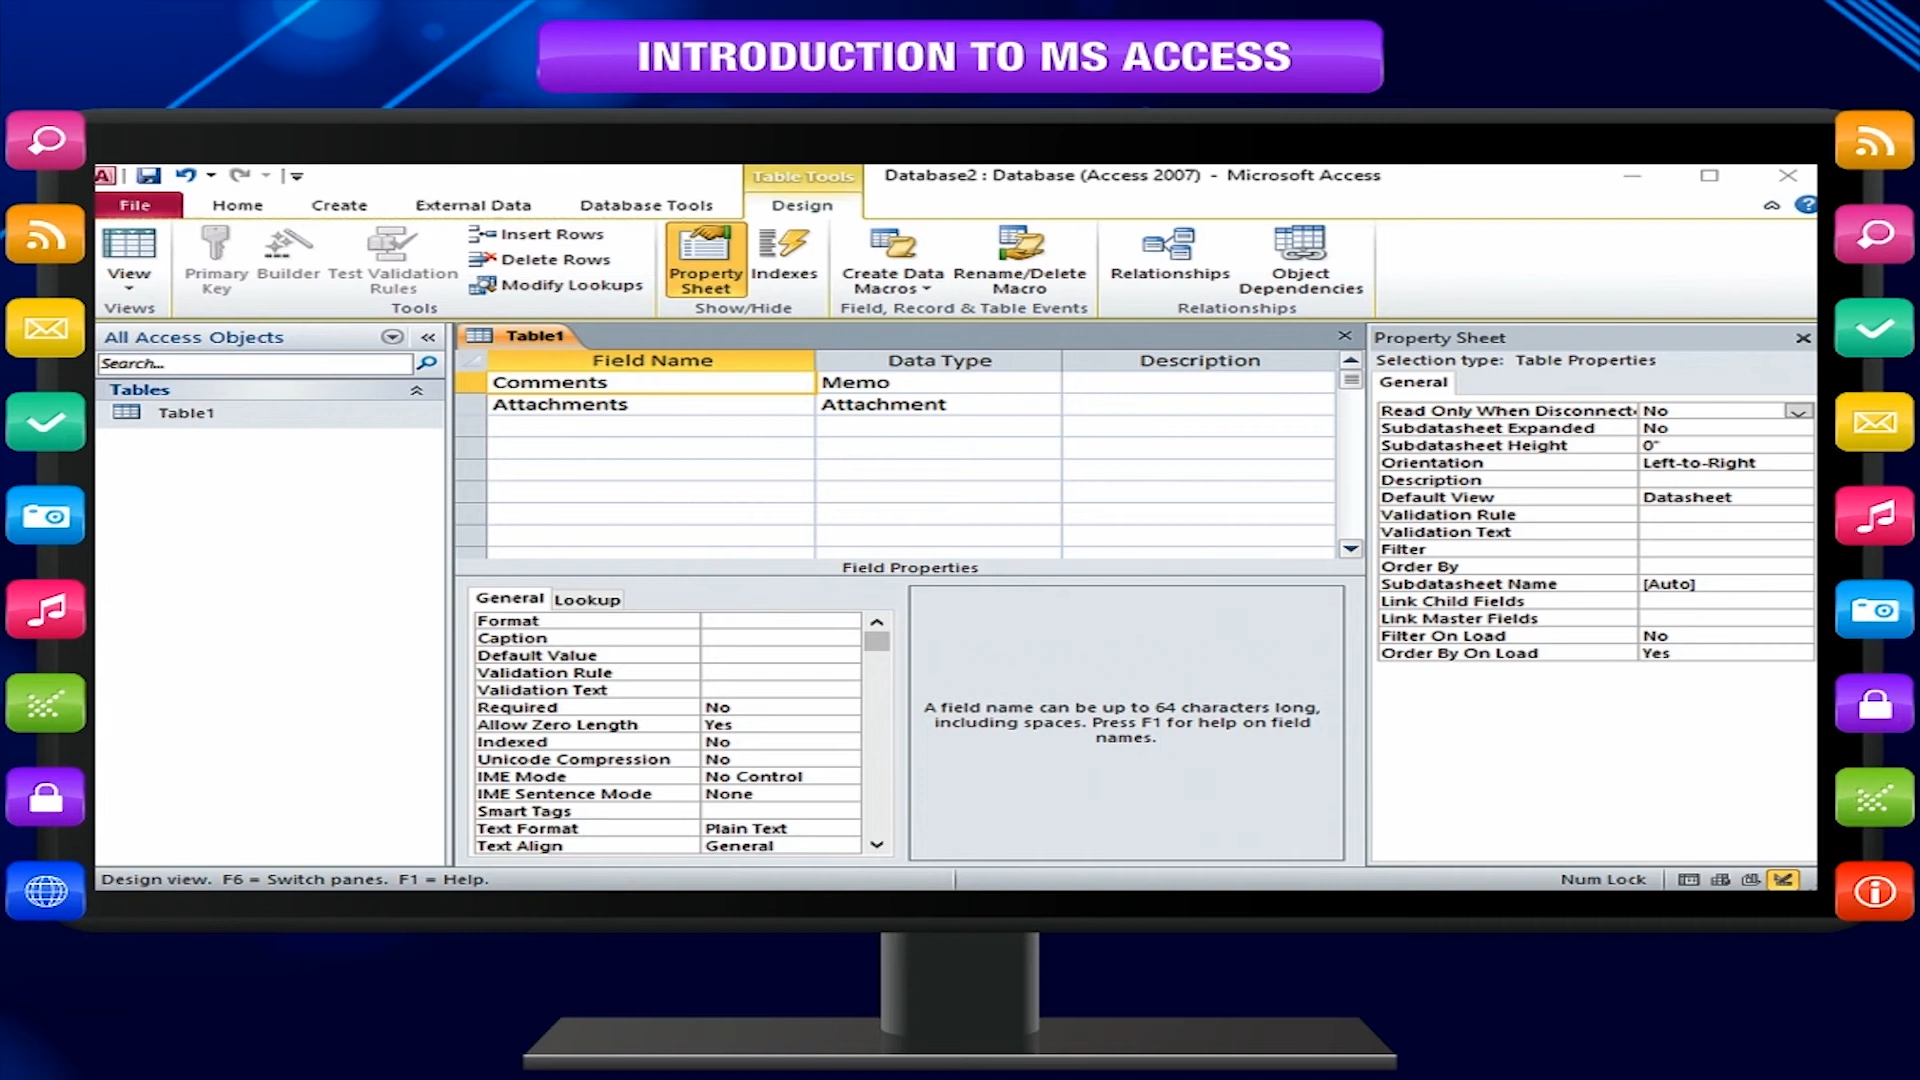 INTRODUCTION TO MS ACCESS
A
Table Tools
Database2 : Database (Access 2007) - Microsoft Access
File Home Create External Data Database Tools Design
?
View
Views
Primary Key
Builder
Test Validation Rules
Insert Rows
Delete Rows
Modify Lookups
Tools
Property Sheet
Indexes
Show/Hide
Create Data Macros
Rename/Delete Macro
Field, Record & Table Events
Relationships
Object Dependencies
Relationships
All Access Objects
Search...
Tables
Table1
Table1
Field Name Data Type Description
Comments Memo
Attachments Attachment
Field Properties
General Lookup
Format
Caption
Default Value
Validation Rule
Validation Text
Required No
Allow Zero Length Yes
Indexed No
Unicode Compression No
IME Mode No Control
IME Sentence Mode None
Smart Tags
Text Format Plain Text
Text Align General
A field name can be up to 64 characters long,
including spaces. Press F1 for help on field
names.
Property Sheet
Selection type: Table Properties
General
Read Only When Disconnect No
Subdatasheet Expanded No
Subdatasheet Height 0"
Orientation Left-to-Right
Description
Default View Datasheet
Validation Rule
Validation Text
Filter
Order By
Subdatasheet Name [Auto]
Link Child Fields
Link Master Fields
Filter On Load No
Order By On Load Yes
Design view. F6 = Switch panes. F1 = Help.
Num Lock